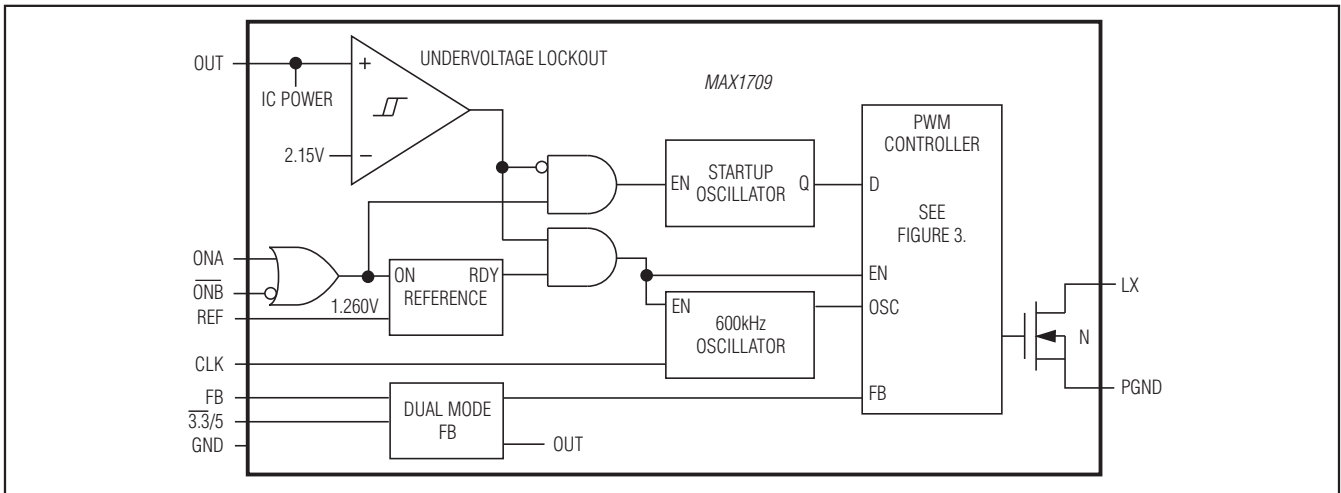 OUT
IC POWER
+
UNDERVOLTAGE LOCKOUT
MAX1709
2.15V
−
EN
STARTUP
OSCILLATOR
Q
PWM
CONTROLLER
D
SEE
FIGURE 3.
ONA
O̅N̅B̅
REF
1.260V
ON
RDY
REFERENCE
EN
EN
600kHz
OSCILLATOR
OSC
LX
N
PGND
CLK
FB
3̅.̅3̅/5
GND
DUAL MODE
FB
OUT
FB